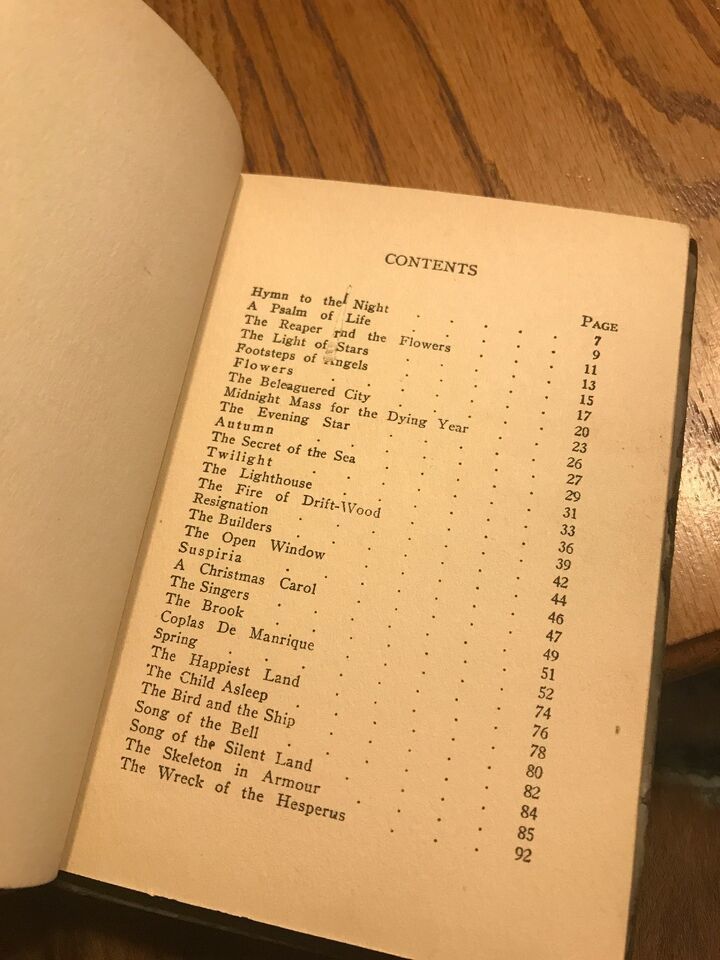 CONTENTS
PAGE
Hymn to the Night . . . . 7
A Psalm of Life . . . . 9
The Reaper and the Flowers . . . 11
The Light of Stars . . . . 13
Footsteps of Angels . . . . 15
Flowers . . . . . 17
The Beleaguered City . . . . 20
Midnight Mass for the Dying Year . . 23
The Evening Star . . . . 26
Autumn . . . . . 27
The Secret of the Sea . . . . 29
Twilight . . . . . 31
The Lighthouse . . . . 33
The Fire of Drift-Wood . . . 36
Resignation . . . . . 39
The Builders . . . . . 42
The Open Window . . . . 44
Suspiria . . . . . 46
A Christmas Carol . . . . 47
The Singers . . . . . 49
The Brook . . . . . 51
Coplas De Manrique . . . . 52
Spring . . . . . 74
The Happiest Land . . . . 76
The Child Asleep . . . . 78
The Bird and the Ship . . . . 80
Song of the Bell . . . . 82
Song of the Silent Land . . . 84
The Skeleton in Armour . . . 85
The Wreck of the Hesperus . . . 92